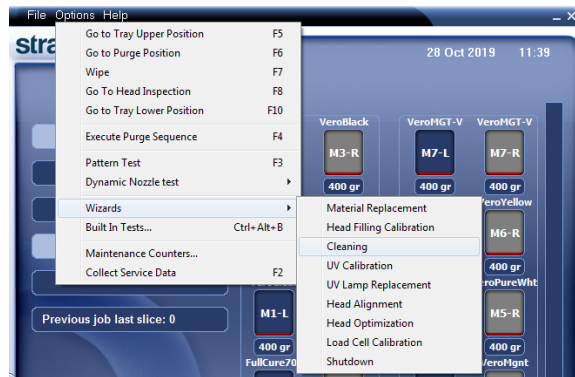 File Options Help
stra
28 Oct 2019 11:39
Go to Tray Upper Position F5
Go to Purge Position F6
Wipe F7
Go To Head Inspection F8
Go to Tray Lower Position F10
Execute Purge Sequence F4
Pattern Test F3
Dynamic Nozzle test
Wizards
Built In Tests... Ctrl+Alt+B
Maintenance Counters...
Collect Service Data F2
Material Replacement
Head Filling Calibration
Cleaning
UV Calibration
UV Lamp Replacement
Head Alignment
Head Optimization
Load Cell Calibration
Shutdown
VeroBlack VeroMGT-V VeroMGT-V
M3-R M7-L M7-R
400 gr 400 gr 400 gr
eroYellow
M6-R
400 gr
roPureWht
M1-L M5-R
400 gr 400 gr
FullCure70 VeroMgnt
Previous job last slice: 0